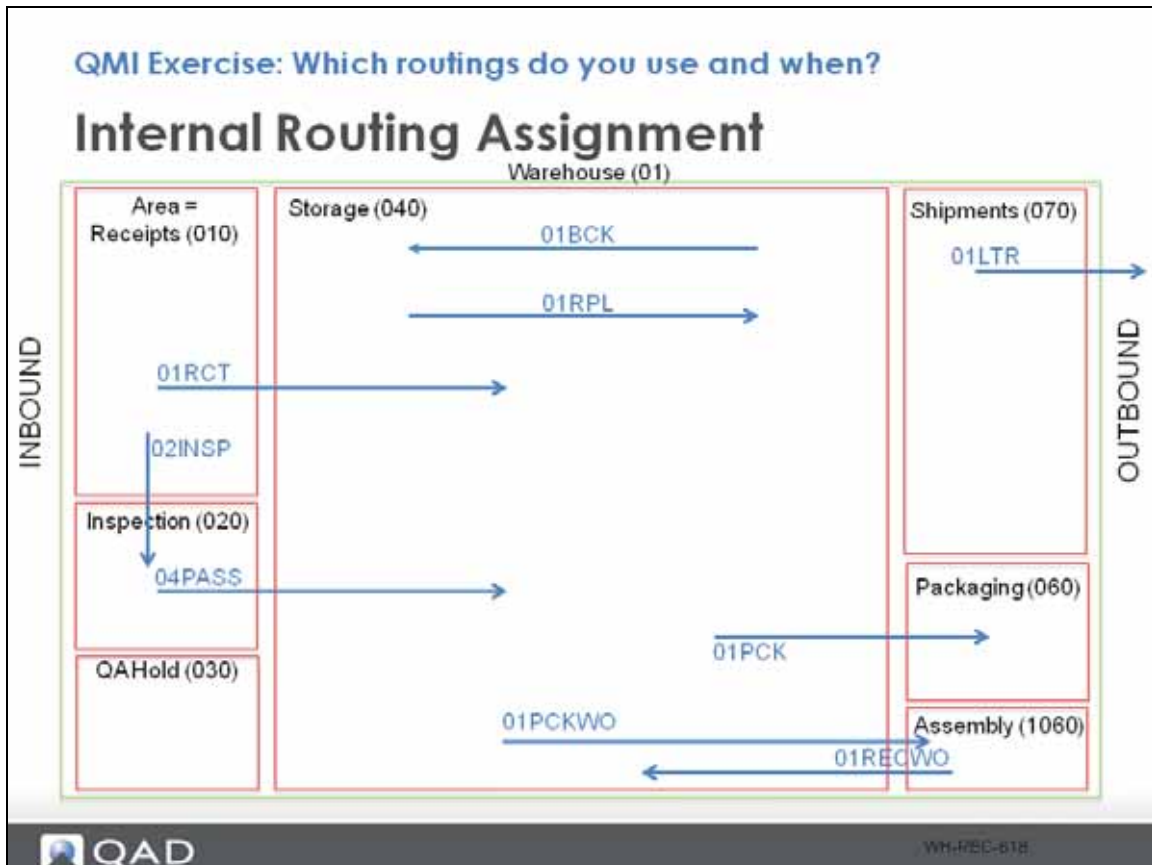 QMI Exercise: Which routings do you use and when?
Internal Routing Assignment
Warehouse (01)
Area =
Receipts (010)
Storage (040)
Shipments (070)
01BCK
01LTR
01RPL
INBOUND
OUTBOUND
01RCT
02INSP
Inspection (020)
04PASS
Packaging (060)
01PCK
QAHold (030)
01PCKWO
Assembly (1060)
01RECWO
QAD
WH-REC-618